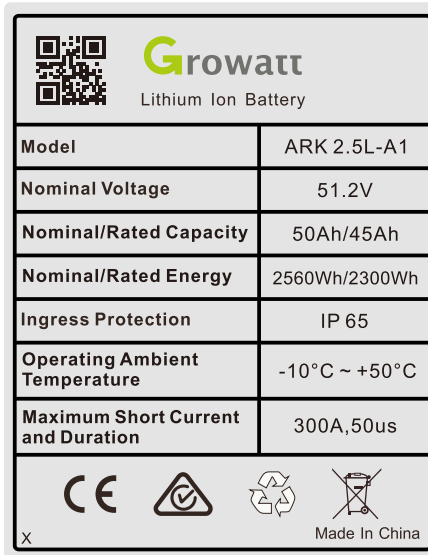 Growatt
Lithium Ion Battery
Model ARK 2.5L-A1
Nominal Voltage 51.2V
Nominal/Rated Capacity 50Ah/45Ah
Nominal/Rated Energy 2560Wh/2300Wh
Ingress Protection IP 65
Operating Ambient
Temperature -10°C ~ +50°C
Maximum Short Current
and Duration 300A,50us
CE
X Made In China